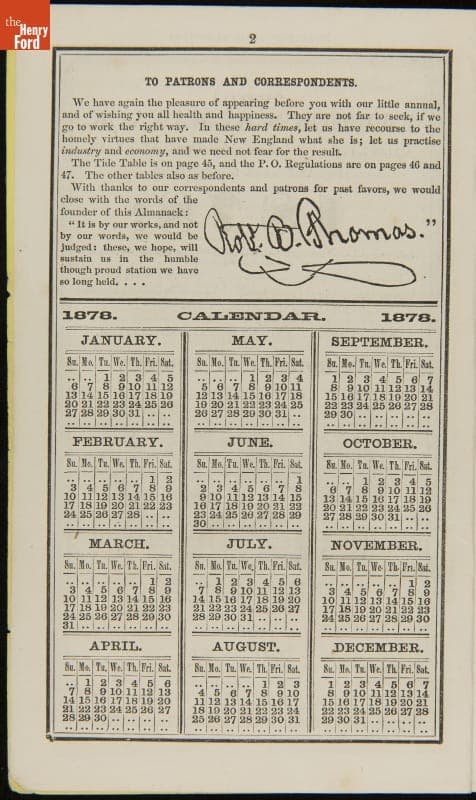 the
Henry
Ford
2
TO PATRONS AND CORRESPONDENTS.
We have again the pleasure of appearing before you with our little annual,
and of wishing you all health and happiness. They are not far to seek, if we
go to work the right way. In these hard times, let us have recourse to the
homely virtues that have made New England what she is; let us practise
industry and economy, and we need not fear for the result.
The Tide Table is on page 45, and the P. O. Regulations are on pages 46 and
47. The other tables also as before.
With thanks to our correspondents and patrons for past favors, we would
close with the words of the
founder of this Almanack:
"It is by our works, and not
by our words, we would be
judged: these, we hope, will
sustain us in the humble
though proud station we have
so long held. . . .
Robt. B. Thomas."
1878. CALENDAR. 1878.
JANUARY.
Su. Mo. Tu. We. Th. Fri. Sat.
.. .. 1 2 3 4 5
6 7 8 9 10 11 12
13 14 15 16 17 18 19
20 21 22 23 24 25 26
27 28 29 30 31 .. ..
.. .. .. .. .. .. ..
FEBRUARY.
Su. Mo. Tu. We. Th. Fri. Sat.
.. .. .. .. .. 1 2
3 4 5 6 7 8 9
10 11 12 13 14 15 16
17 18 19 20 21 22 23
24 25 26 27 28 .. ..
.. .. .. .. .. .. ..
MARCH.
Su. Mo. Tu. We. Th. Fri. Sat.
.. .. .. .. .. 1 2
3 4 5 6 7 8 9
10 11 12 13 14 15 16
17 18 19 20 21 22 23
24 25 26 27 28 29 30
31 .. .. .. .. .. ..
APRIL.
Su. Mo. Tu. We. Th. Fri. Sat.
.. 1 2 3 4 5 6
7 8 9 10 11 12 13
14 15 16 17 18 19 20
21 22 23 24 25 26 27
28 29 30 .. .. .. ..
.. .. .. .. .. .. ..
MAY.
Su. Mo. Tu. We. Th. Fri. Sat.
.. .. .. 1 2 3 4
5 6 7 8 9 10 11
12 13 14 15 16 17 18
19 20 21 22 23 24 25
26 27 28 29 30 31 ..
.. .. .. .. .. .. ..
JUNE.
Su. Mo. Tu. We. Th. Fri. Sat.
.. .. .. .. .. .. 1
2 3 4 5 6 7 8
9 10 11 12 13 14 15
16 17 18 19 20 21 22
23 24 25 26 27 28 29
30 .. .. .. .. .. ..
JULY.
Su. Mo. Tu. We. Th. Fri. Sat.
.. 1 2 3 4 5 6
7 8 9 10 11 12 13
14 15 16 17 18 19 20
21 22 23 24 25 26 27
28 29 30 31 .. .. ..
.. .. .. .. .. .. ..
AUGUST.
Su. Mo. Tu. We. Th. Fri. Sat.
.. .. .. .. 1 2 3
4 5 6 7 8 9 10
11 12 13 14 15 16 17
18 19 20 21 22 23 24
25 26 27 28 29 30 31
.. .. .. .. .. .. ..
SEPTEMBER.
Su. Mo. Tu. We. Th. Fri. Sat.
1 2 3 4 5 6 7
8 9 10 11 12 13 14
15 16 17 18 19 20 21
22 23 24 25 26 27 28
29 30 .. .. .. .. ..
.. .. .. .. .. .. ..
OCTOBER.
Su. Mo. Tu. We. Th. Fri. Sat.
.. .. 1 2 3 4 5
6 7 8 9 10 11 12
13 14 15 16 17 18 19
20 21 22 23 24 25 26
27 28 29 30 31 .. ..
.. .. .. .. .. .. ..
NOVEMBER.
Su. Mo. Tu. We. Th. Fri. Sat.
.. .. .. .. .. 1 2
3 4 5 6 7 8 9
10 11 12 13 14 15 16
17 18 19 20 21 22 23
24 25 26 27 28 29 30
.. .. .. .. .. .. ..
DECEMBER.
Su. Mo. Tu. We. Th. Fri. Sat.
1 2 3 4 5 6 7
8 9 10 11 12 13 14
15 16 17 18 19 20 21
22 23 24 25 26 27 28
29 30 31 .. .. .. ..
.. .. .. .. .. .. ..